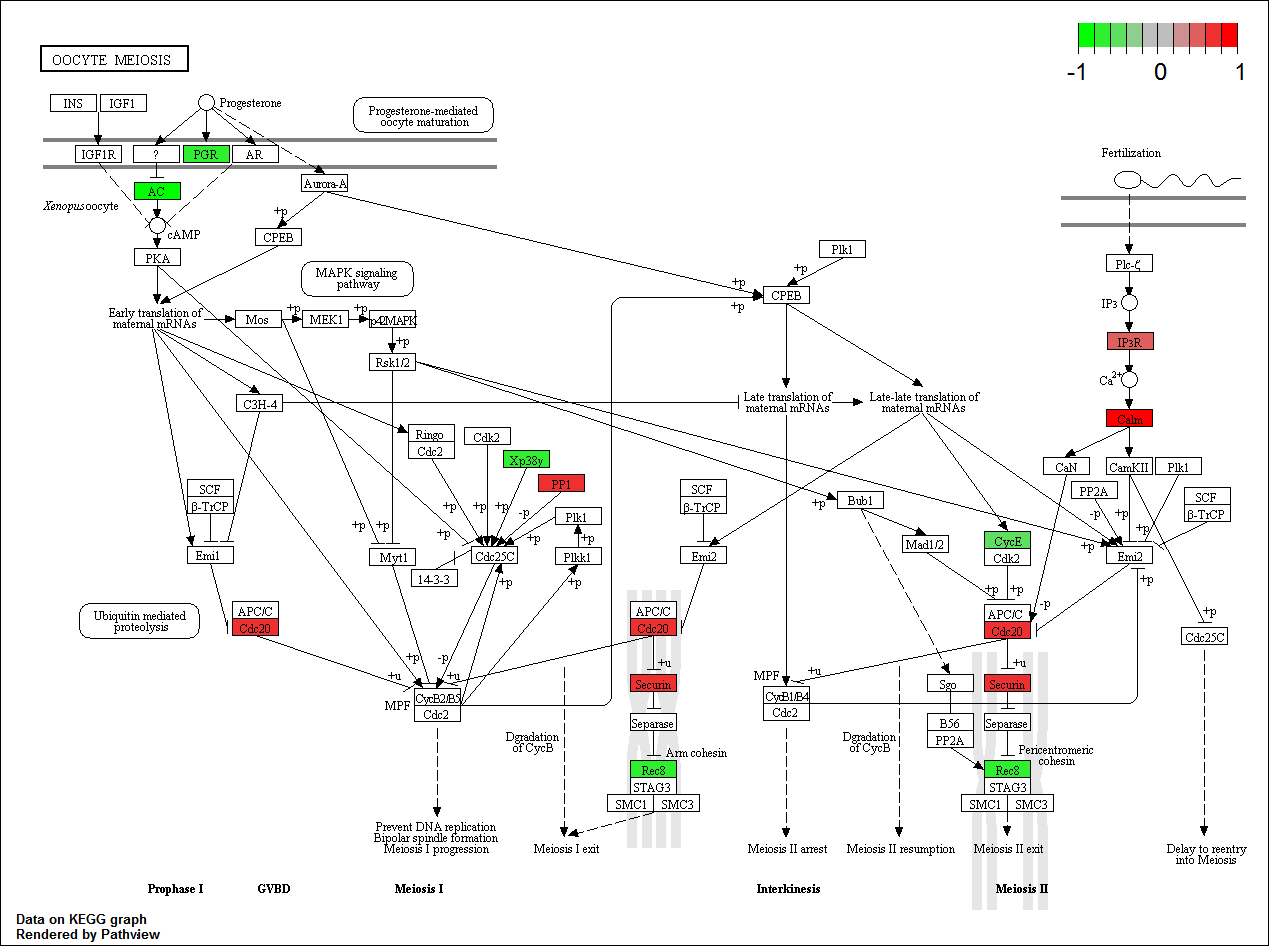 OOCYTE MEIOSIS
-1 0 1
INS IGF1
Progesterone
Progesterone-mediated
oocyte maturation
IGF1R ? PGR AR
Fertilization
AC
Aurora-A
Xenopus oocyte
+p
cAMP
CPEB
PKA
Plk1
+p
MAPK signaling
pathway
Plc-ζ
+p
CPEB
+p
IP3
Early translation of
maternal mRNAs
Mos
+p
MEK1
+p
p42MAPK
+p
IP3R
Rsk1/2
Ca2+
C3H-4
Late translation of
maternal mRNAs
Late-late translation of
maternal mRNAs
Calm
Ringo
Cdc2
Cdk2
Xp38γ
PP1
CaN
CamKII
Plk1
SCF
β-TrCP
SCF
β-TrCP
PP2A
SCF
β-TrCP
Bub1
+p
+p +p +p +p +p -p
Plk1
+p
+p
-p +p +p
Emi1
Myt1
Cdc25C
Plkk1
Emi2
Mad1/2
CycE
Cdk2
+p
Emi2
14-3-3
+p
+p
+p
+p +p
-p
Ubiquitin mediated
proteolysis
APC/C
Cdc20
APC/C
Cdc20
APC/C
Cdc20
+p
Cdc25C
+p -p
+u +u
+u
+u
+u
MPF
CycB2/B5
Cdc2
Securin
MPF
CycB1/B4
Cdc2
Sgo
Securin
Separase
B56
PP2A
Separase
Dgradation
of CycB
Arm cohesin
Dgradation
of CycB
Pericentromeric
cohesin
Rec8
STAG3
SMC1 SMC3
Rec8
STAG3
SMC1 SMC3
Prevent DNA replication
Bipolar spindle formation
Meiosis I progression
Meiosis I exit
Meiosis II arrest
Meiosis II resumption
Meiosis II exit
Delay to reentry
into Meiosis
Prophase I GVBD Meiosis I Interkinesis Meiosis II
Data on KEGG graph
Rendered by Pathview